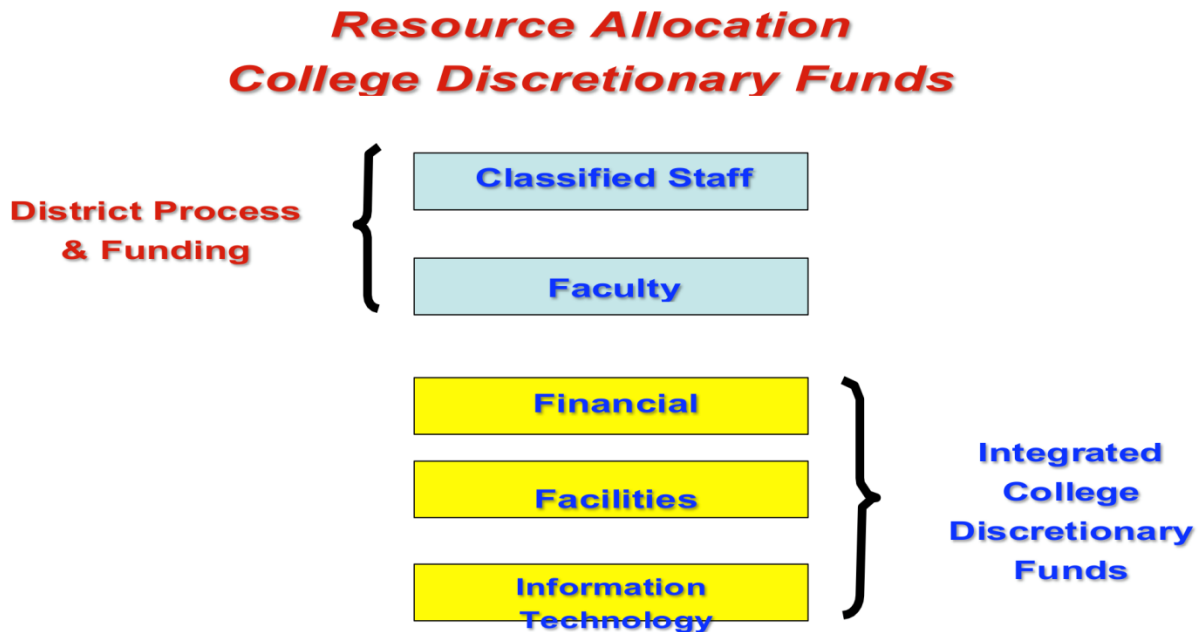 Resource Allocation
College Discretionary Funds
District Process
& Funding
Classified Staff
Faculty
Financial
Facilities
Information
Technology
Integrated
College
Discretionary
Funds